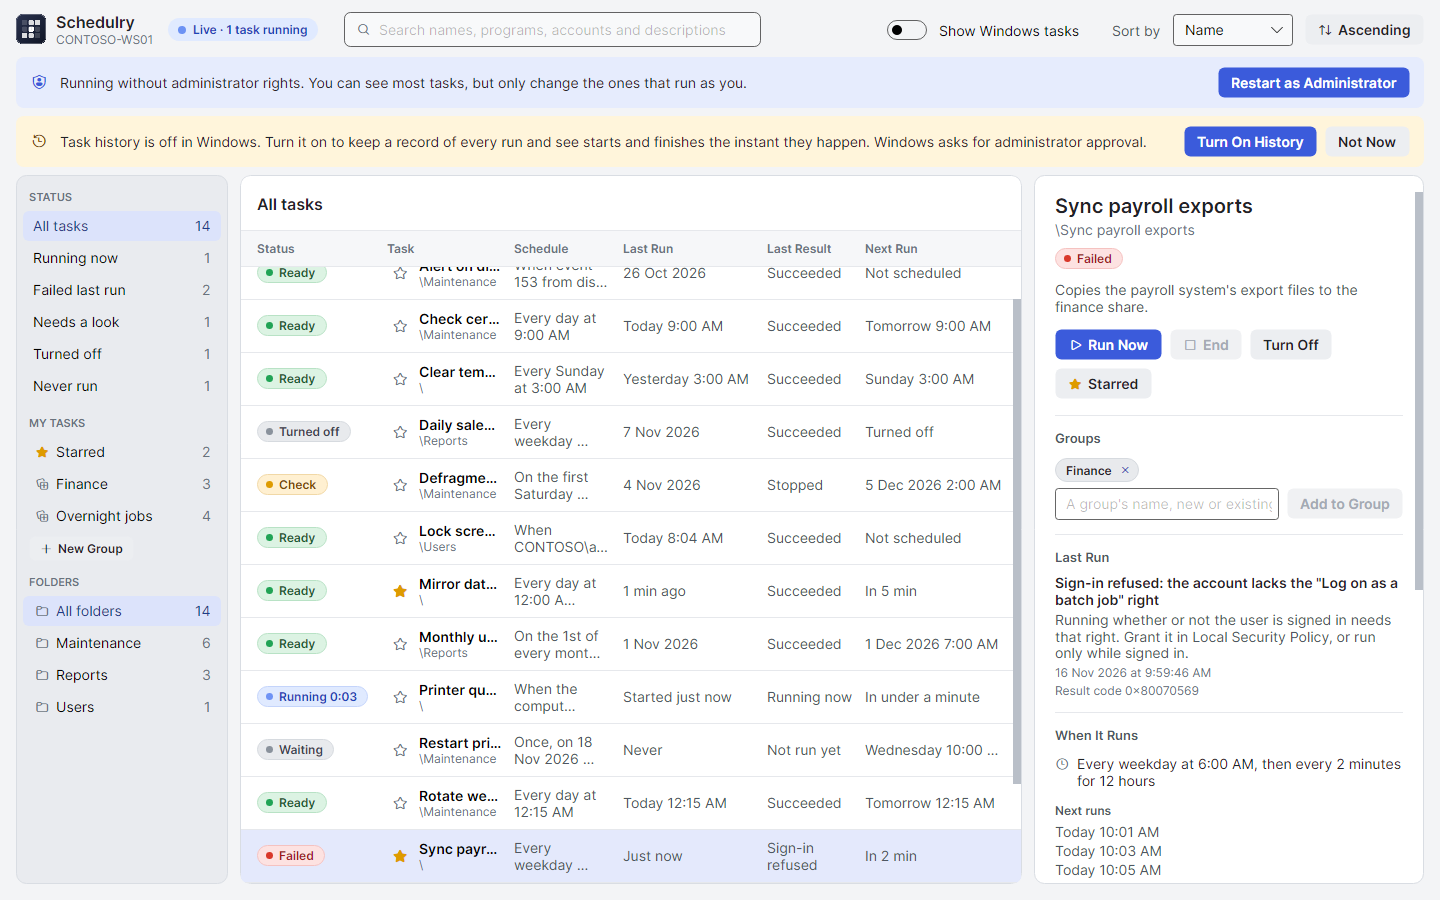 Schedulry
CONTOSO-WS01
Live · 1 task running
Search names, programs, accounts and descriptions
Show Windows tasks
Sort by
Name
Ascending
Running without administrator rights. You can see most tasks, but only change the ones that run as you.
Restart as Administrator
Task history is off in Windows. Turn it on to keep a record of every run and see starts and finishes the instant they happen. Windows asks for administrator approval.
Turn On History
Not Now
STATUS
All tasks 14
Running now 1
Failed last run 2
Needs a look 1
Turned off 1
Never run 1
MY TASKS
Starred 2
Finance 3
Overnight jobs 4
New Group
FOLDERS
All folders 14
Maintenance 6
Reports 3
Users 1
All tasks
Status Task Schedule Last Run Last Result Next Run
Ready Alert on di... When event 26 Oct 2026 Succeeded Not scheduled
\Maintenance 153 from dis...
Ready Check cer... Every day at Today 9:00 AM Succeeded Tomorrow 9:00 AM
\Maintenance 9:00 AM
Ready Clear tem... Every Sunday Yesterday 3:00 AM Succeeded Sunday 3:00 AM
\ at 3:00 AM
Turned off Daily sale... Every 7 Nov 2026 Succeeded Turned off
\Reports weekday ...
Check Defragme... On the first 4 Nov 2026 Stopped 5 Dec 2026 2:00 AM
\Maintenance Saturday ...
Ready Lock scre... When Today 8:04 AM Succeeded Not scheduled
\Users CONTOSO\a...
Ready Mirror dat... Every day at 1 min ago Succeeded In 5 min
\ 12:00 A...
Ready Monthly u... On the 1st of 1 Nov 2026 Succeeded 1 Dec 2026 7:00 AM
\Reports every mont...
Running 0:03 Printer qu... When the Started just now Running now In under a minute
\ comput...
Waiting Restart pri... Once, on 18 Never Not run yet Wednesday 10:00 ...
\Maintenance Nov 2026 ...
Ready Rotate we... Every day at Today 12:15 AM Succeeded Tomorrow 12:15 AM
\Maintenance 12:15 AM
Failed Sync payr... Every Just now Sign-in In 2 min
\ weekday ... refused
Sync payroll exports
\Sync payroll exports
Failed
Copies the payroll system's export files to the
finance share.
Run Now
End
Turn Off
Starred
Groups
Finance ×
A group's name, new or existing
Add to Group
Last Run
Sign-in refused: the account lacks the "Log on as a
batch job" right
Running whether or not the user is signed in needs
that right. Grant it in Local Security Policy, or run
only while signed in.
16 Nov 2026 at 9:59:46 AM
Result code 0x80070569
When It Runs
Every weekday at 6:00 AM, then every 2 minutes
for 12 hours
Next runs
Today 10:01 AM
Today 10:03 AM
Today 10:05 AM